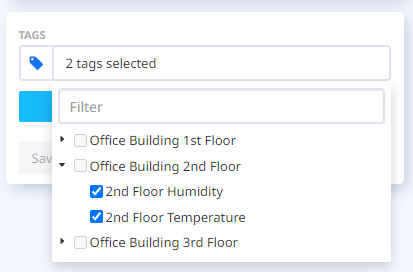 TAGS
2 tags selected
Filter
Office Building 1st Floor
Office Building 2nd Floor
2nd Floor Humidity
2nd Floor Temperature
Office Building 3rd Floor
Sav